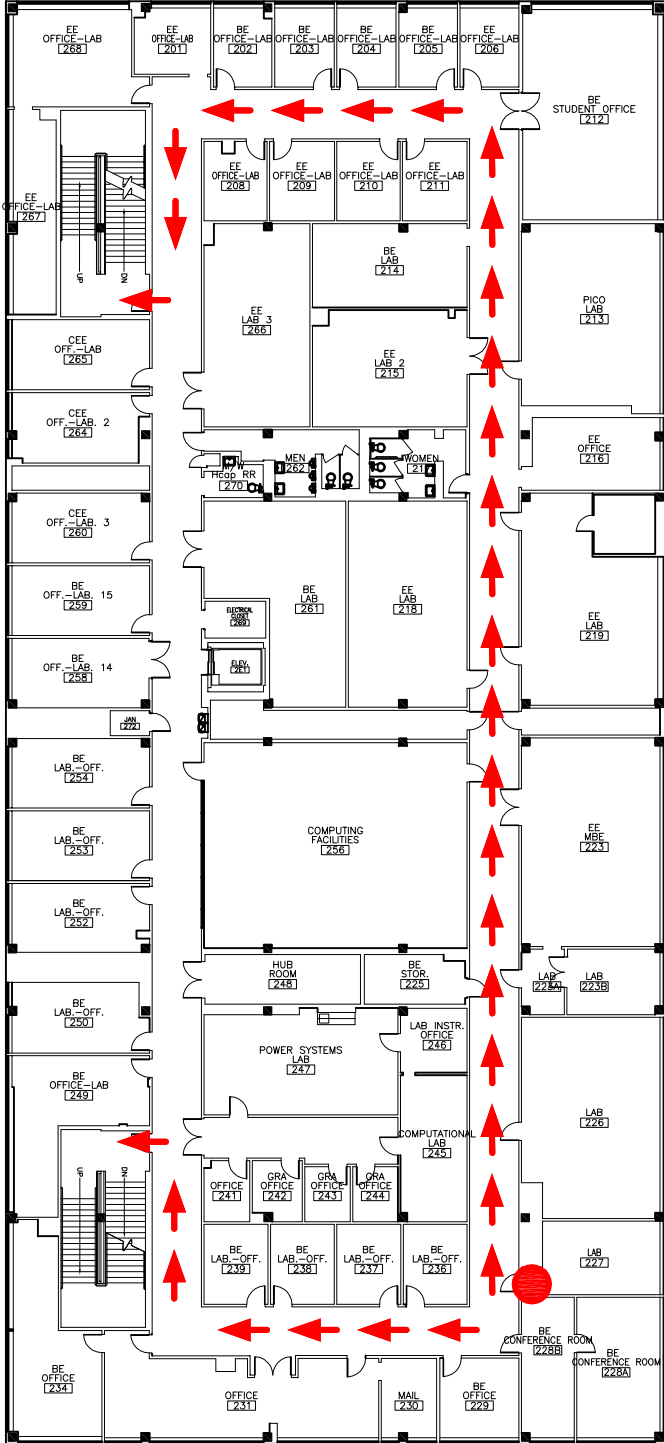 EE
OFFICE-LAB
268
EE
OFFICE-LAB
201
BE
OFFICE-LAB
202
BE
OFFICE-LAB
203
BE
OFFICE-LAB
204
BE
OFFICE-LAB
205
EE
OFFICE-LAB
206
BE
STUDENT OFFICE
212
EE
OFFICE-LAB
267
UP
DN
EE
OFFICE-LAB
208
EE
OFFICE-LAB
209
EE
OFFICE-LAB
210
EE
OFFICE-LAB
211
BE
LAB
214
EE
LAB 3
266
EE
LAB 2
215
PICO
LAB
213
CEE
OFF.-LAB
265
CEE
OFF.-LAB. 2
264
EE
OFFICE
216
M/W
Hcap RR
270
MEN
262
WOMEN
CEE
OFF.-LAB. 3
260
BE
OFF.-LAB. 15
259
BE
OFF.-LAB. 14
258
BE
LAB
261
EE
LAB
218
EE
LAB
219
ELECTRICAL
CLOSET
269
ELEV.
2E1
JAN
272
BE
LAB.-OFF.
254
BE
LAB.-OFF.
253
BE
LAB.-OFF.
252
COMPUTING
FACILITIES
256
EE
MBE
223
HUB
ROOM
248
BE
STOR.
225
LAB
223A
LAB
223B
BE
LAB.-OFF.
250
BE
OFFICE-LAB
249
POWER SYSTEMS
LAB
247
LAB INSTR.
OFFICE
246
COMPUTATIONAL
LAB
245
LAB
226
UP
DN
OFFICE
241
GRA
OFFICE
242
GRA
OFFICE
243
GRA
OFFICE
244
BE
LAB.-OFF.
239
BE
LAB.-OFF.
238
BE
LAB.-OFF.
237
BE
LAB.-OFF.
236
LAB
227
BE
CONFERENCE ROOM
228B
BE
CONFERENCE ROOM
228A
BE
OFFICE
234
OFFICE
231
MAIL
230
BE
OFFICE
229